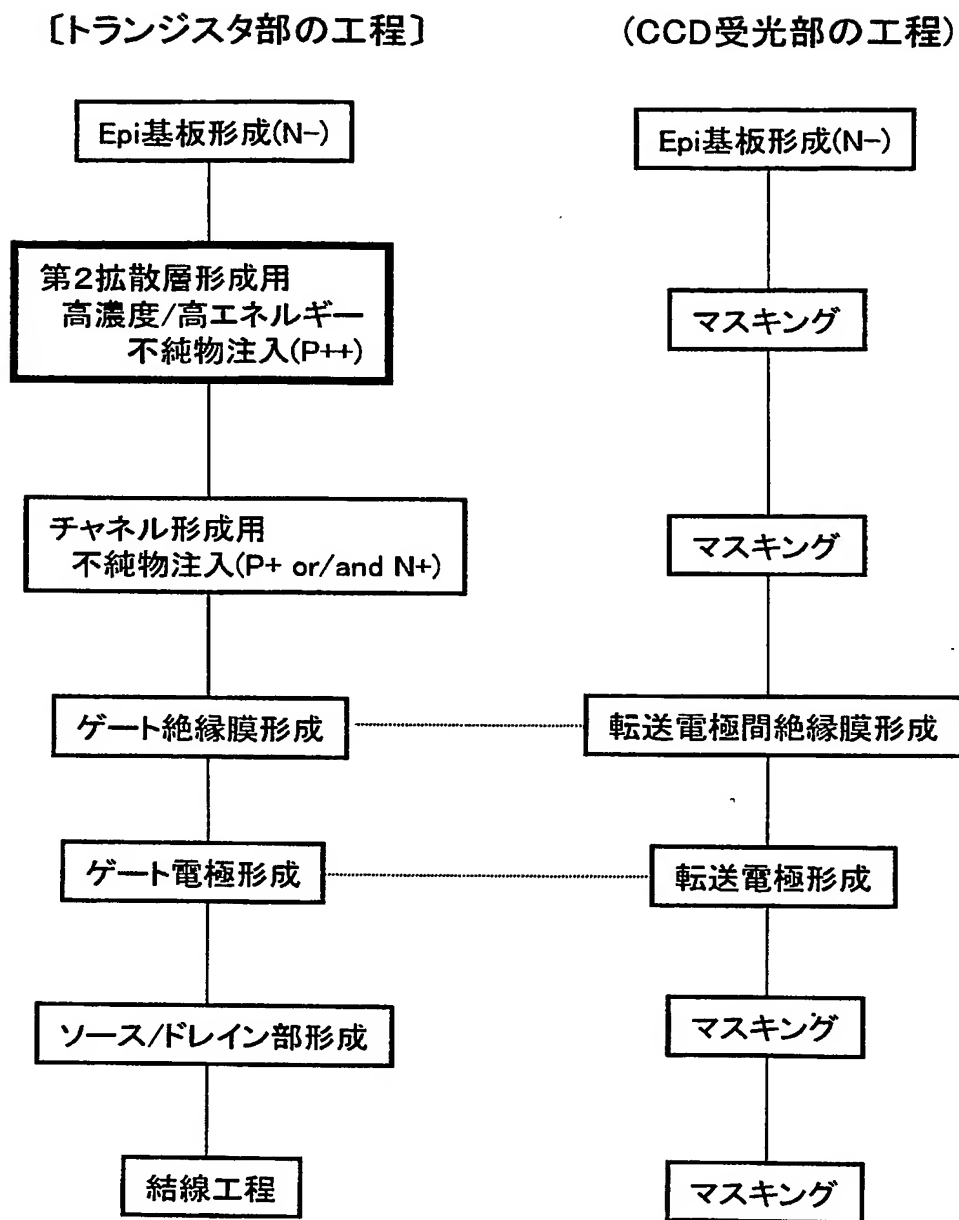 〔トランジスタ部の工程〕
(CCD受光部の工程)
Epi基板形成(N-)
Epi基板形成(N-)
第2拡散層形成用
高濃度/高エネルギー
不純物注入(P++)
マスキング
チャネル形成用
不純物注入(P+ or/and N+)
マスキング
ゲート絶縁膜形成
転送電極間絶縁膜形成
ゲート電極形成
転送電極形成
ソース/ドレイン部形成
マスキング
結線工程
マスキング